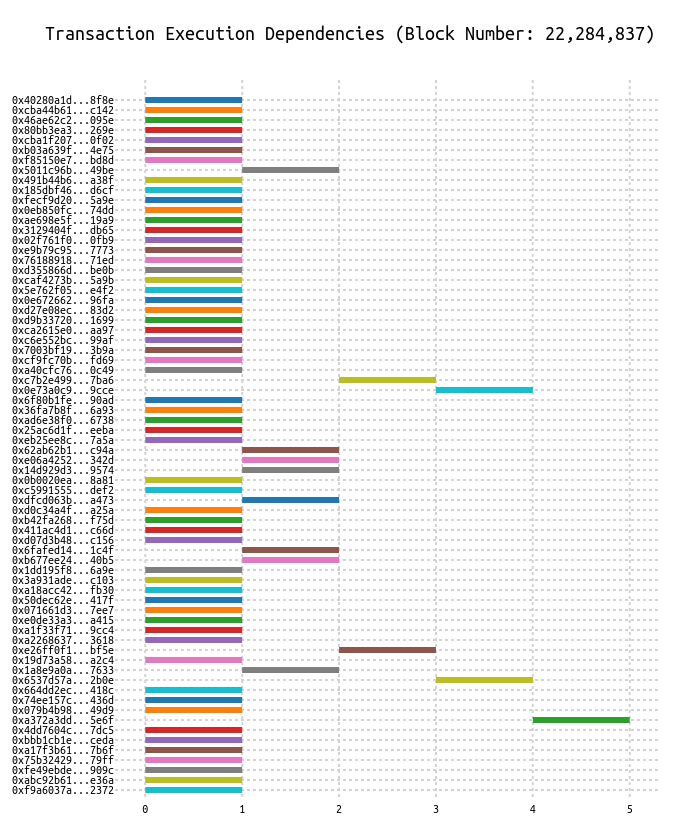 Transaction Execution Dependencies (Block Number: 22,284,837)
0x40280a1d...8f8e
0xcba44b61...c142
0x46ae62c2...095e
0x80bb3ea3...269e
0xcba1f207...0f02
0xb03a639f...4e75
0xf85150e7...bd8d
0x5011c96b...49be
0x491b44b6...a38f
0x185dbf46...d6cf
0xfecf9d20...5a9e
0x0eb850fc...74dd
0xae698e5f...19a9
0x3129404f...db65
0x02f761f0...0fb9
0xe9b79c95...7773
0x76188918...71ed
0xd355866d...be0b
0xcaf4273b...5a9b
0x5e762f05...e4f2
0x0e672662...96fa
0xd27e08ec...83d2
0xd9b33720...1699
0xca2615e0...aa97
0xc6e552bc...99af
0x7003bf19...3b9a
0xcf9fc70b...fd69
0xa40cfc76...0c49
0xc7b2e499...7ba6
0x0e73a0c9...9cce
0x6f80b1fe...90ad
0x36fa7b8f...6a93
0xad6e38f0...6738
0x25ac6d1f...eeba
0xeb25ee8c...7a5a
0x62ab62b1...c94a
0xe06a4252...342d
0x14d929d3...9574
0x0b0020ea...8a81
0xc5991555...def2
0xdfcd063b...a473
0xd0c34a4f...a25a
0xb42fa268...f75d
0x411ac4d1...c66d
0xd07d3b48...c156
0x6fafed14...1c4f
0xb677ee24...40b5
0x1dd195f8...6a9e
0x3a931ade...c103
0xa18acc42...fb30
0x50dec62e...417f
0x071661d3...7ee7
0xe0de33a3...a415
0xa1f33f71...9cc4
0xa2268637...3618
0xe26ff0f1...bf5e
0x19d73a58...a2c4
0x1a8e9a0a...7633
0x6537d57a...2b0e
0x664dd2ec...418c
0x74ee157c...436d
0x079b4b98...49d9
0xa372a3dd...5e6f
0x4dd7604c...7dc5
0xbbb1cb1e...ceda
0xa17f3b61...7b6f
0x75b32429...79ff
0xfe49ebde...909c
0xabc92b61...e36a
0xf9a6037a...2372
0 1 2 3 4 5